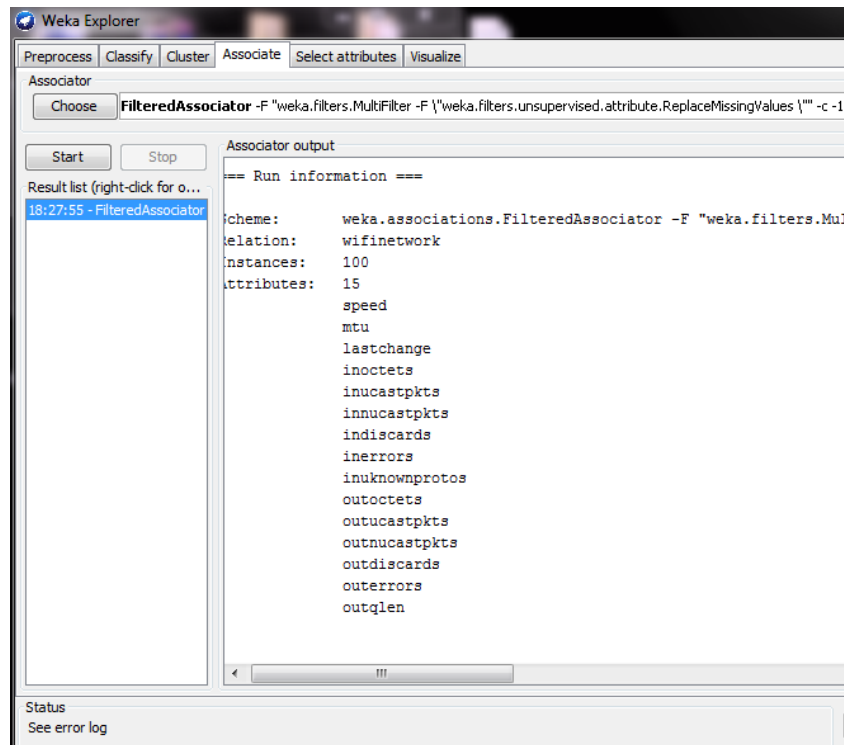 Weka Explorer
Preprocess Classify Cluster Associate Select attributes Visualize
Associator
Choose FilteredAssociator -F "weka.filters.MultiFilter -F \"weka.filters.unsupervised.attribute.ReplaceMissingValues \"" -c -1
Start Stop
Result list (right-click for o...
18:27:55 - FilteredAssociator
Associator output
=== Run information ===
Scheme: weka.associations.FilteredAssociator -F "weka.filters.Mul
Relation: wifinetwork
Instances: 100
Attributes: 15
speed
mtu
lastchange
inoctets
inucastpkts
innucastpkts
indiscards
inerrors
inuknownprotos
outoctets
outucastpkts
outnucastpkts
outdiscards
outerrors
outqlen
Status
See error log